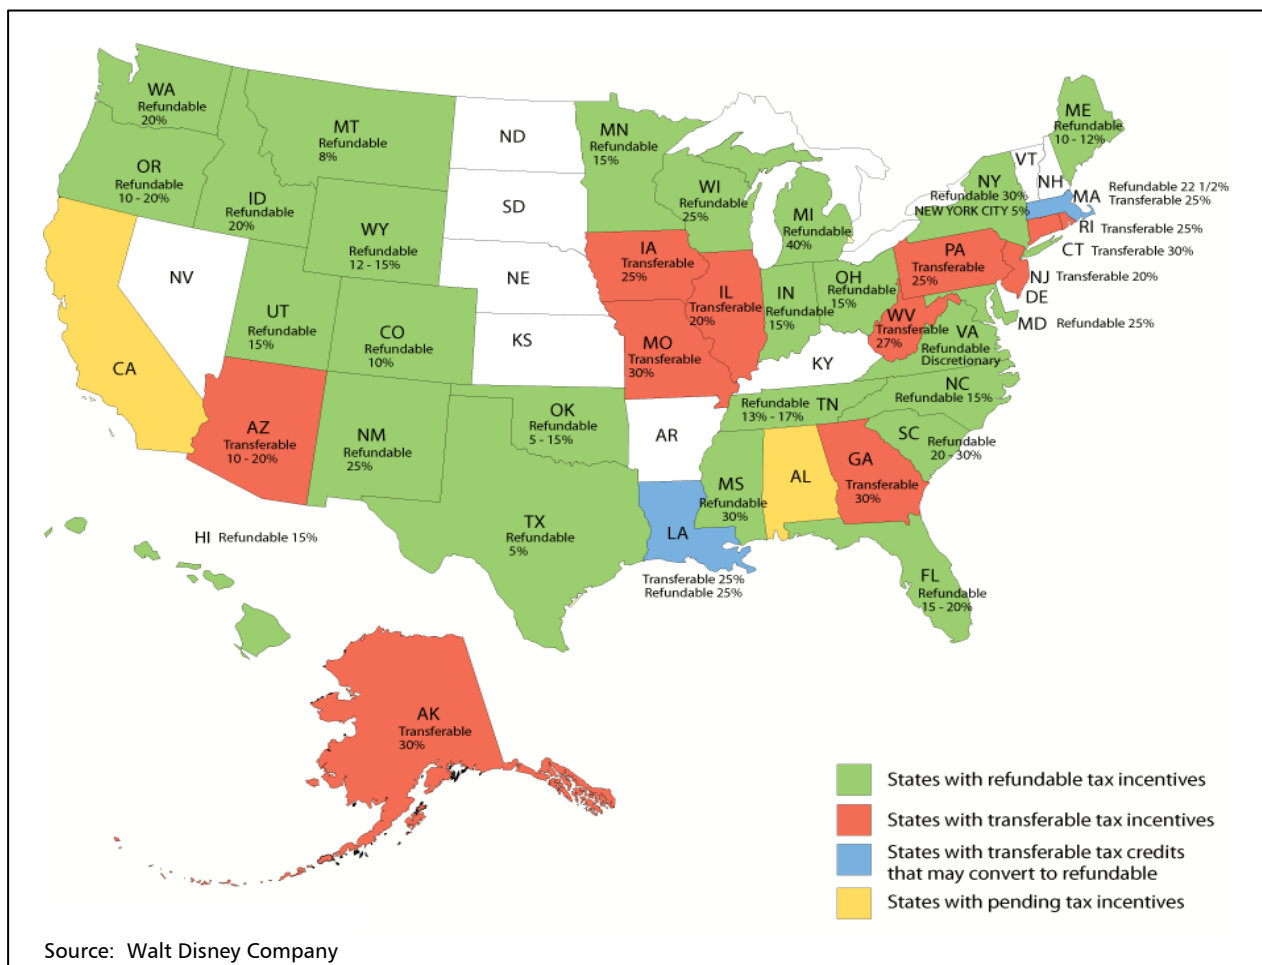 WA
Refundable
20%
MT
Refundable
8%
ND
MN
Refundable
15%
ME
Refundable
10 - 12%
OR
Refundable
10 - 20%
ID
Refundable
20%
SD
WI
Refundable
25%
MI
Refundable
40%
NY
Refundable 30%
NEW YORK CITY 5%
VT
NH
MA
Refundable 22 1/2%
Transferable 25%
RI Transferable 25%
CT Transferable 30%
WY
Refundable
12 - 15%
NV
NE
IA
Transferable
25%
IL
Transferable
20%
IN
Refundable
15%
OH
Refundable
15%
PA
Transferable
25%
NJ Transferable 20%
DE
MD Refundable 25%
UT
Refundable
15%
CO
Refundable
10%
KS
MO
Transferable
30%
KY
WV
Transferable
27%
VA
Refundable
Discretionary
CA
AZ
Transferable
10 - 20%
NM
Refundable
25%
OK
Refundable
5 - 15%
AR
Refundable
13% - 17%
TN
NC
Refundable 15%
SC
Refundable
20 - 30%
MS
Refundable
30%
AL
GA
Transferable
30%
HI Refundable 15%
TX
Refundable
5%
LA
Transferable 25%
Refundable 25%
FL
Refundable
15 - 20%
AK
Transferable
30%
States with refundable tax incentives
States with transferable tax incentives
States with transferable tax credits
that may convert to refundable
States with pending tax incentives
Source: Walt Disney Company